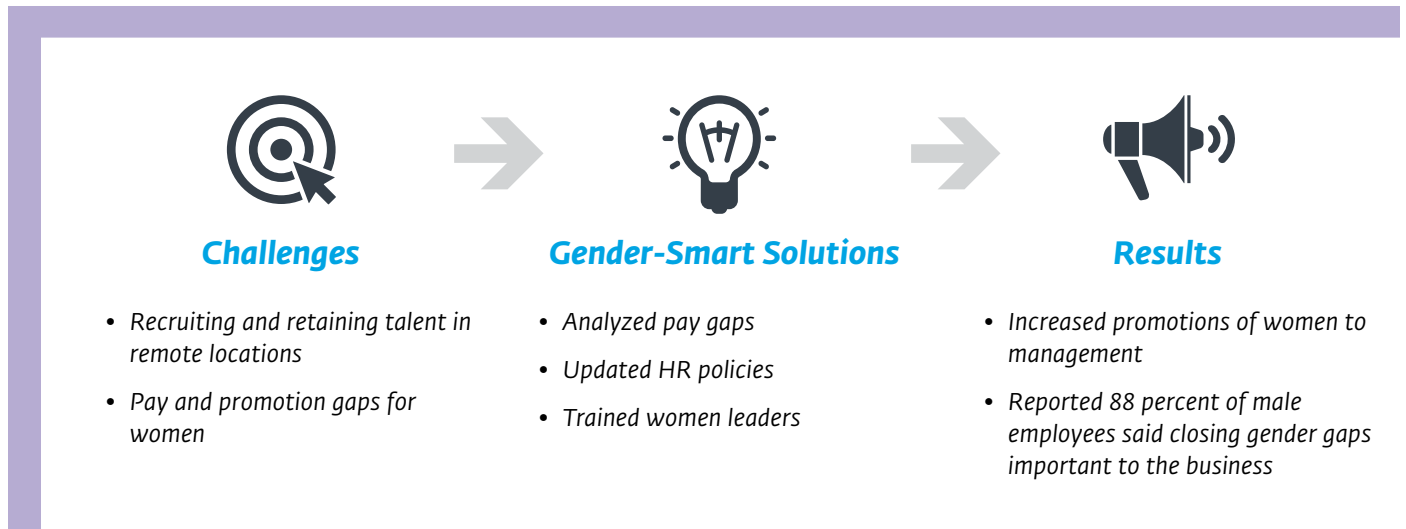 Challenges
• Recruiting and retaining talent in
remote locations
• Pay and promotion gaps for
women
Gender-Smart Solutions
• Analyzed pay gaps
• Updated HR policies
• Trained women leaders
Results
• Increased promotions of women to
management
• Reported 88 percent of male
employees said closing gender gaps
important to the business